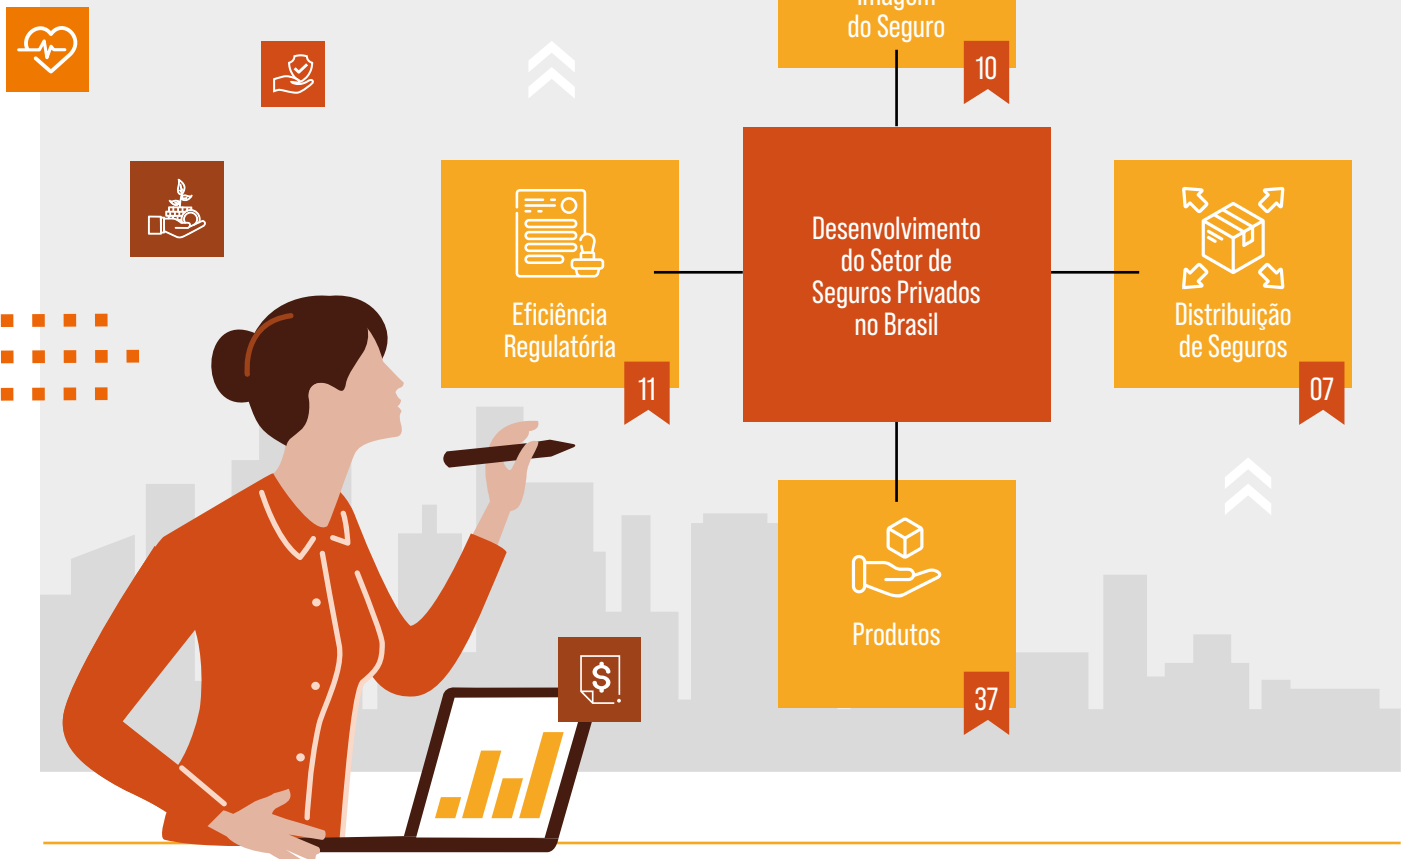 Imagem
do Seguro
10
Eficiência
Regulatória
11
Desenvolvimento
do Setor de
Seguros Privados
no Brasil
Distribuição
de Seguros
07
Produtos
37
$